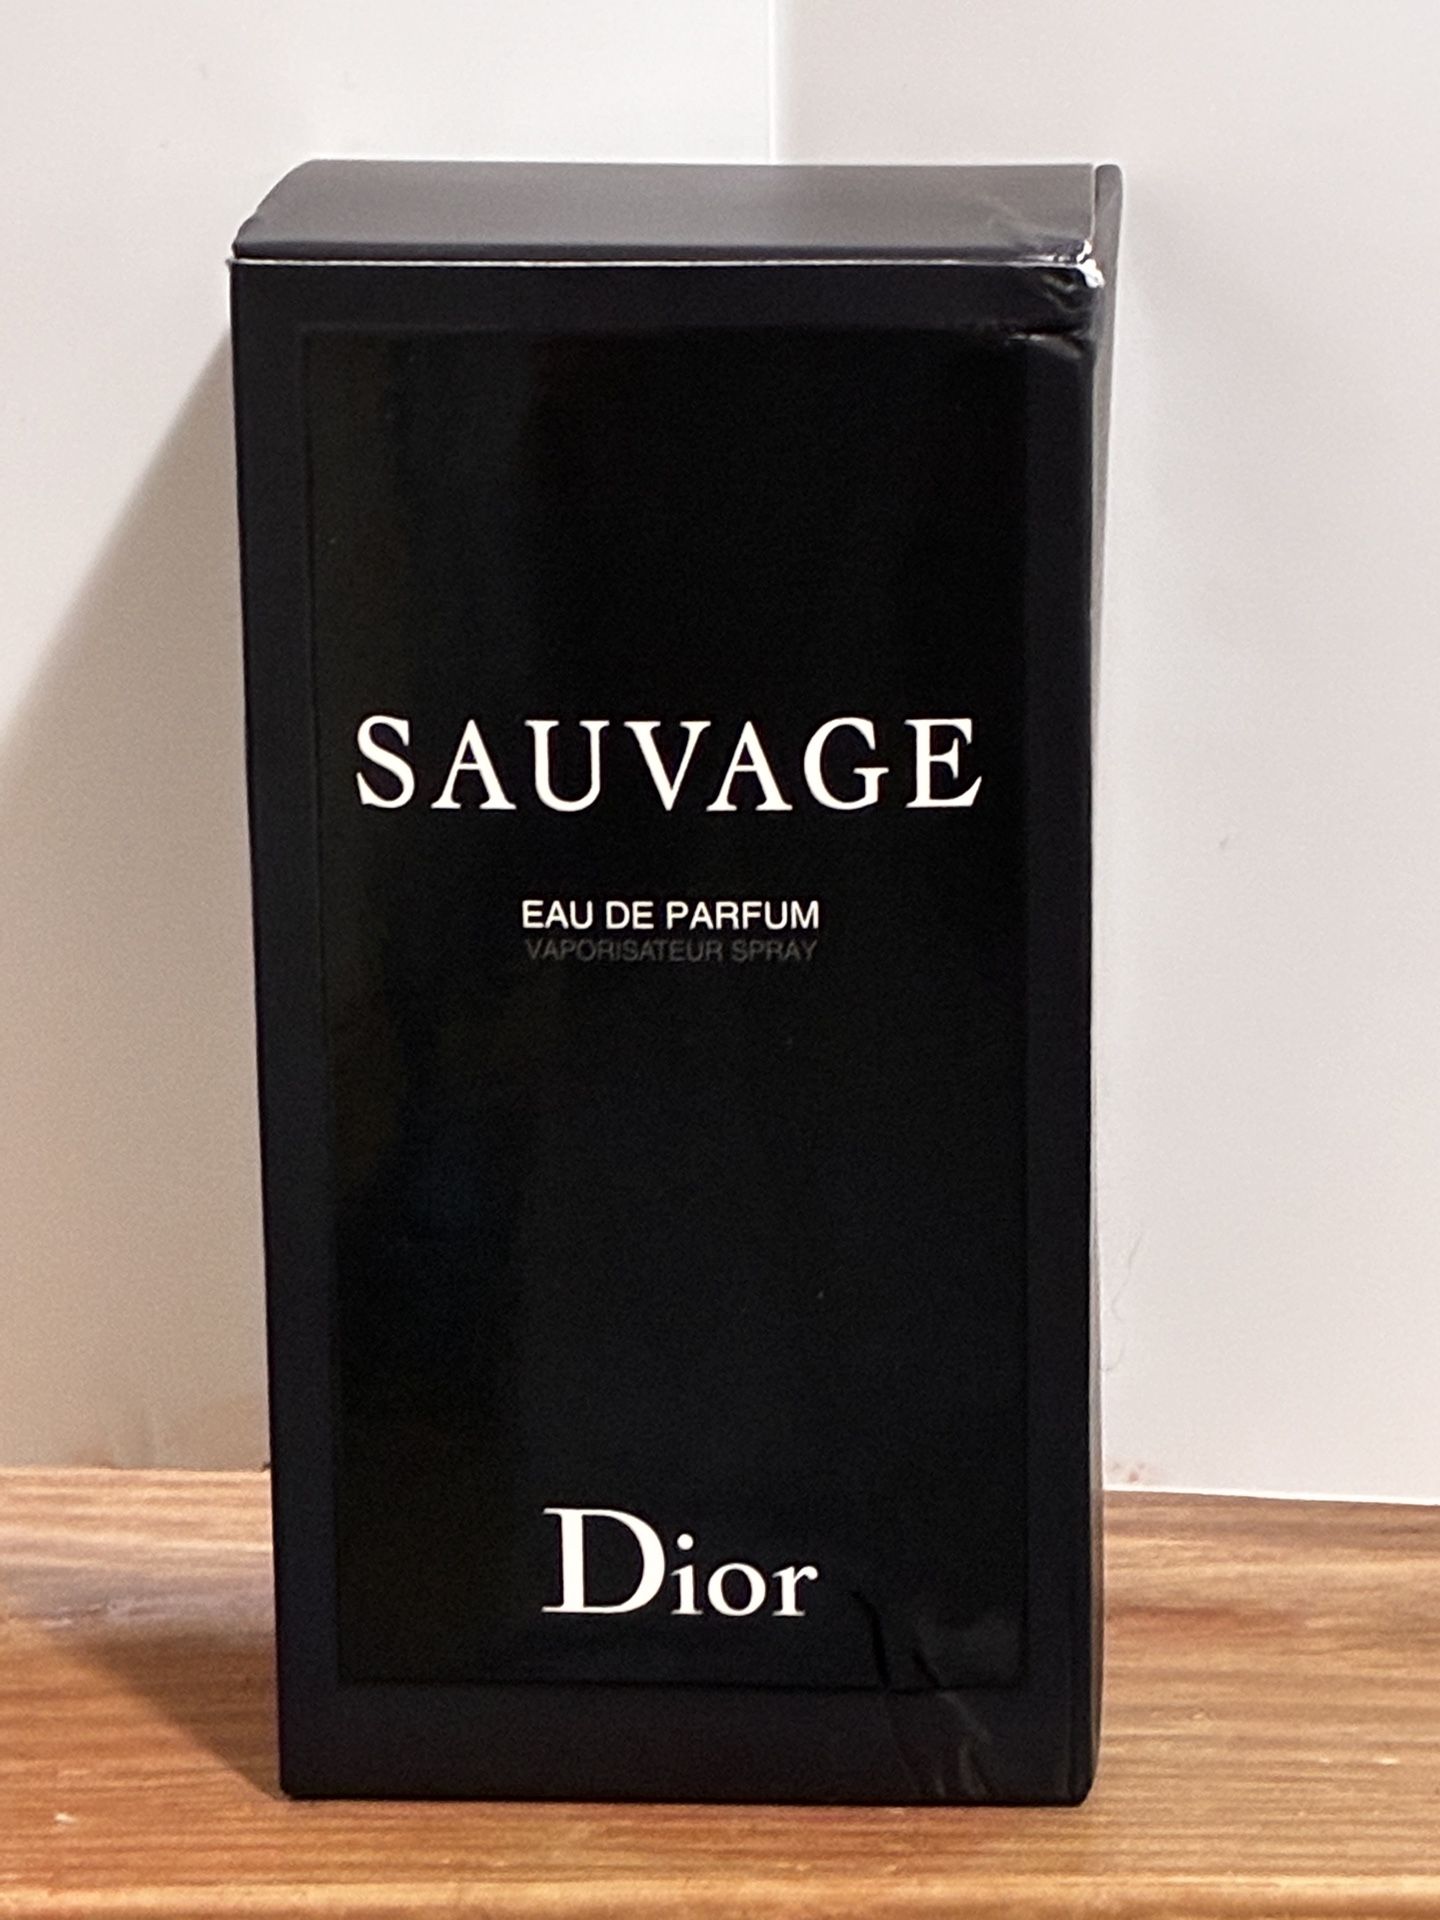 SAUVAGE
EAU DE PARFUM
VAPORISATEUR SPRAY
Dior